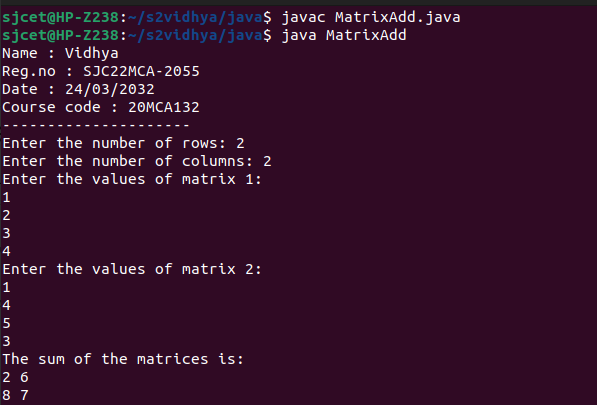 sjcet@HP-Z238:~/s2vidhya/java$ javac MatrixAdd.java
sjcet@HP-Z238:~/s2vidhya/java$ java MatrixAdd
Name : Vidhya
Reg.no : SJC22MCA-2055
Date : 24/03/2032
Course code : 20MCA132
---------------------
Enter the number of rows: 2
Enter the number of columns: 2
Enter the values of matrix 1:
1
2
3
4
Enter the values of matrix 2:
1
4
5
3
The sum of the matrices is:
2 6
8 7